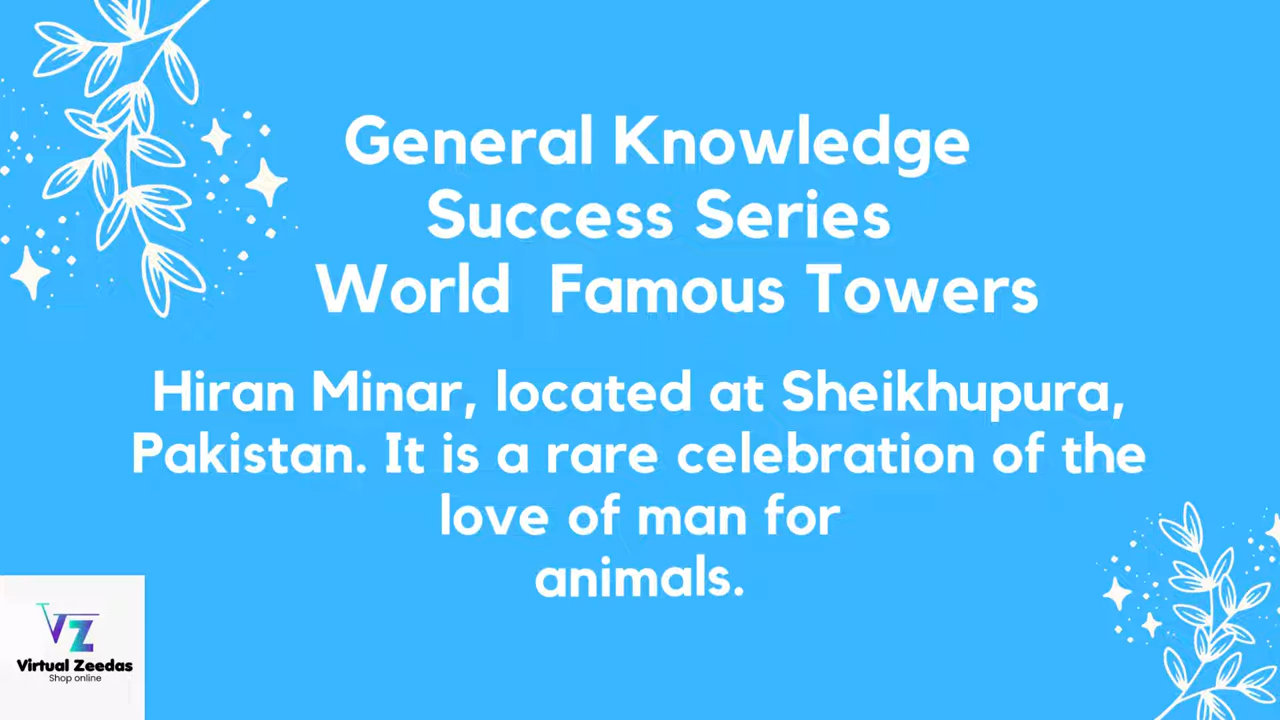 General Knowledge
Success Series
World Famous Towers
Hiran Minar, located at Sheikhupura,
Pakistan. It is a rare celebration of the
love of man for
animals.
VZ
Virtual Zeedas
Shop online